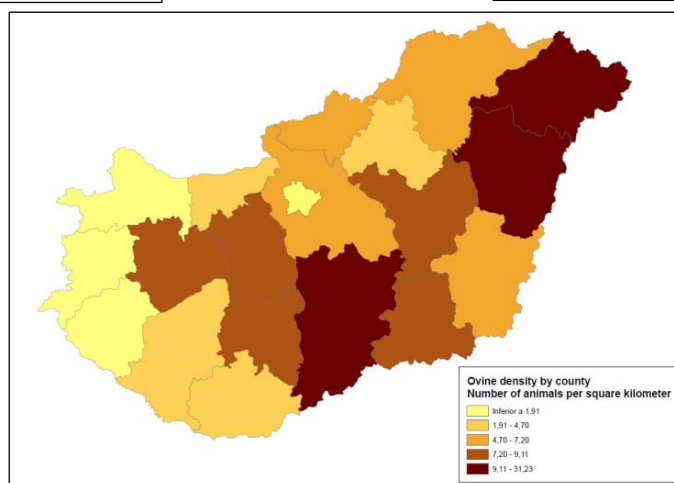 Ovine density by county
Number of animals per square kilometer
Inferior a 1,91
1,91 - 4,70
4,70 - 7,20
7,20 - 9,11
9,11 - 31,23